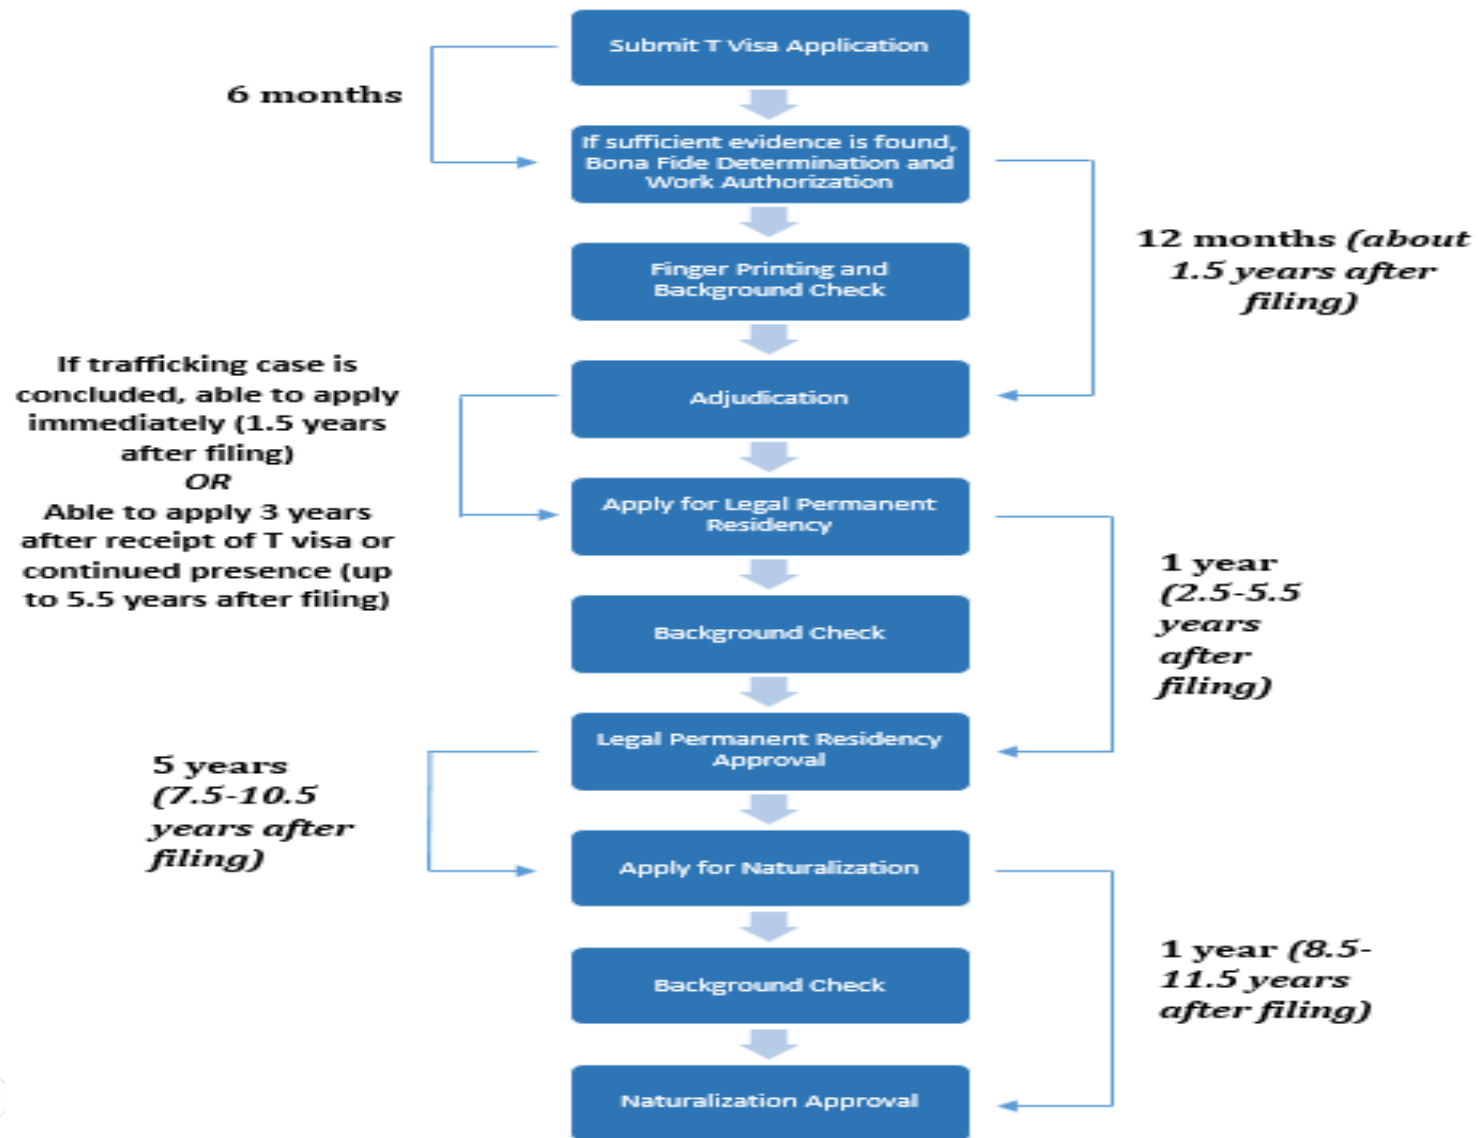 Submit T Visa Application
6 months
If sufficient evidence is found,
Bona Fide Determination and
Work Authorization
12 months (about
1.5 years after
filing)
Finger Printing and
Background Check
Adjudication
If trafficking case is
concluded, able to apply
immediately (1.5 years
after filing)
OR
Able to apply 3 years
after receipt of T visa or
continued presence (up
to 5.5 years after filing)
Apply for Legal Permanent
Residency
1 year
(2.5-5.5
years
after
filing)
Background Check
Legal Permanent Residency
Approval
5 years
(7.5-10.5
years after
filing)
Apply for Naturalization
1 year (8.5-
11.5 years
after filing)
Background Check
Naturalization Approval